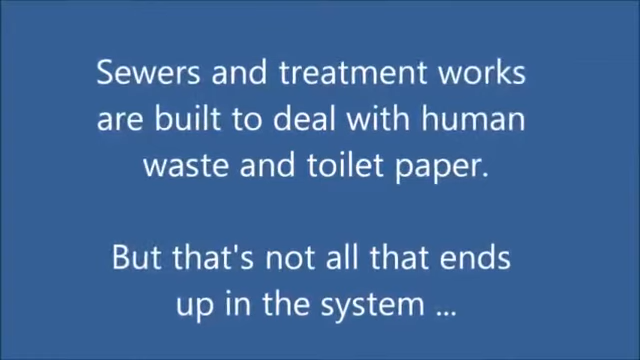 Sewers and treatment works
are built to deal with human
waste and toilet paper.
But that's not all that ends
up in the system ...